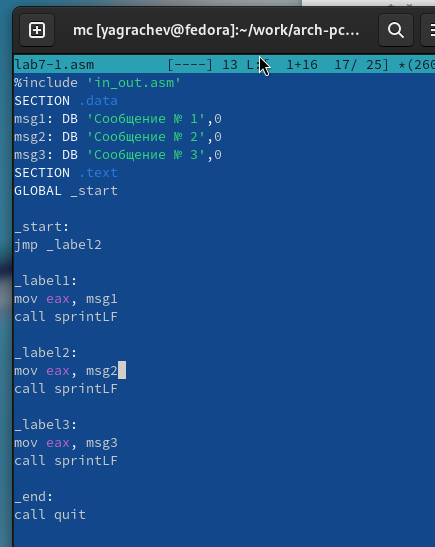 mc [yagrachev@fedora]:~/work/arch-pc...
lab7-1.asm [----] 13 L: 1+16 17/ 25] *(260
%include 'in_out.asm'
SECTION .data
msg1: DB 'Сообщение № 1',0
msg2: DB 'Сообщение № 2',0
msg3: DB 'Сообщение № 3',0
SECTION .text
GLOBAL _start
_start:
jmp _label2
_label1:
mov eax, msg1
call sprintLF
_label2:
mov eax, msg2
call sprintLF
_label3:
mov eax, msg3
call sprintLF
_end:
call quit